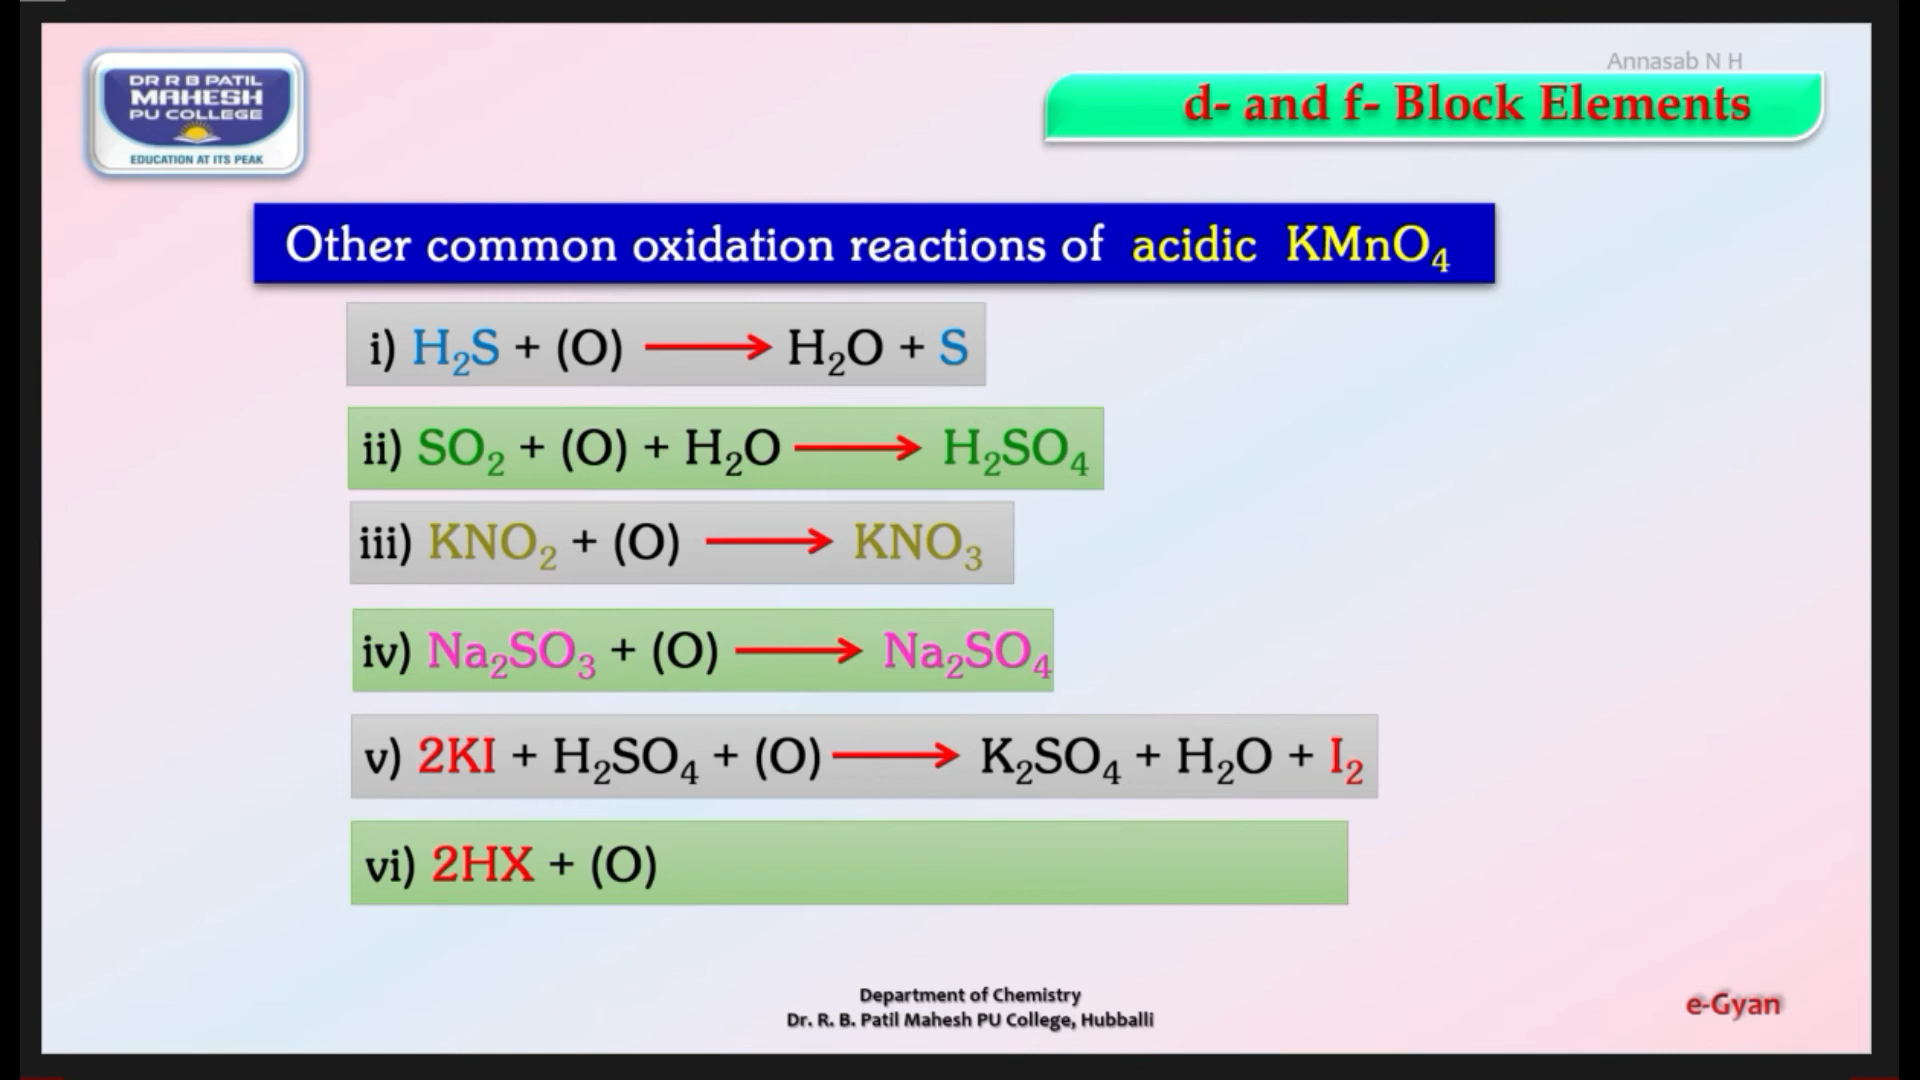 Annasab N H
DR R B PATIL
MAHESH
PU COLLEGE
EDUCATION AT ITS PEAK
d- and f- Block Elements
Other common oxidation reactions of acidic KMnO₄
i) H₂S + (O) ⟶ H₂O + S
ii) SO₂ + (O) + H₂O ⟶ H₂SO₄
iii) KNO₂ + (O) ⟶ KNO₃
iv) Na₂SO₃ + (O) ⟶ Na₂SO₄
v) 2KI + H₂SO₄ + (O) ⟶ K₂SO₄ + H₂O + I₂
vi) 2HX + (O)
Department of Chemistry
Dr. R. B. Patil Mahesh PU College, Hubballi
e-Gyan